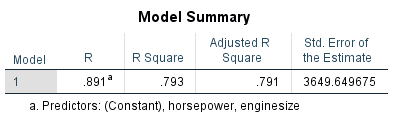 Model Summary
Model R R Square Adjusted R Square Std. Error of the Estimate
1 .891a .793 .791 3649.649675
a. Predictors: (Constant), horsepower, enginesize